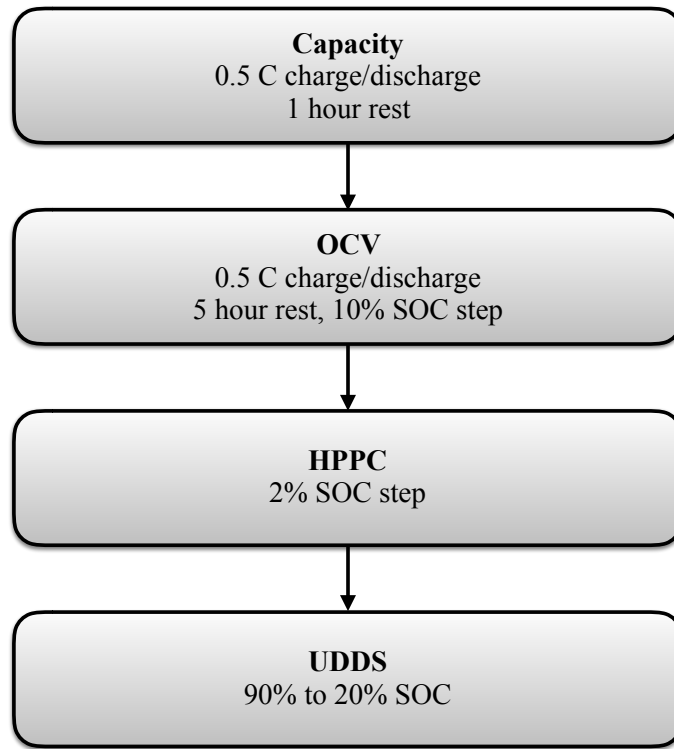 Capacity
0.5 C charge/discharge
1 hour rest
OCV
0.5 C charge/discharge
5 hour rest, 10% SOC step
HPPC
2% SOC step
UDDS
90% to 20% SOC